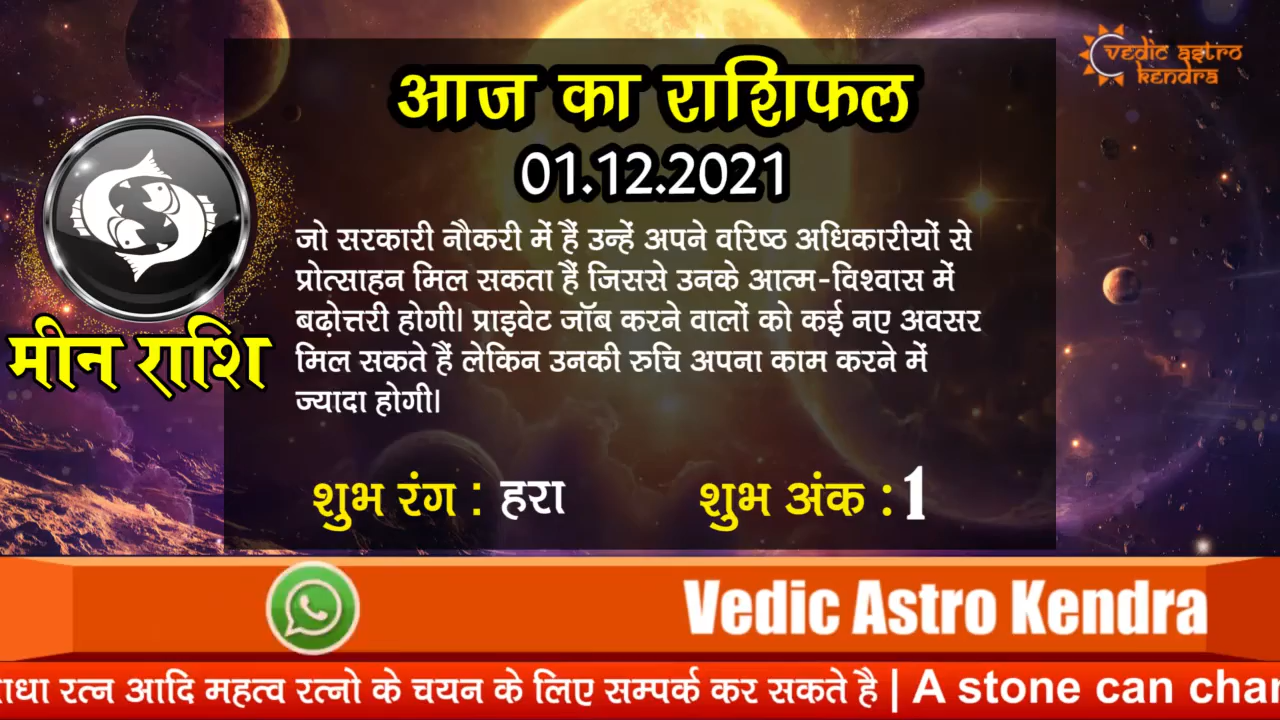 vedic astro
kendra
आज का राशिफल
01.12.2021
जो सरकारी नौकरी में हैं उन्हें अपने वरिष्ठ अधिकारीयों से
प्रोत्साहन मिल सकता हैं जिससे उनके आत्म-विश्वास में
बढ़ोत्तरी होगी। प्राइवेट जॉब करने वालों को कई नए अवसर
मिल सकते हैं लेकिन उनकी रुचि अपना काम करने में
ज्यादा होगी।
मीन राशि
शुभ रंग : हरा
शुभ अंक : 1
Vedic Astro Kendra
रत्न आदि महत्व रत्नो के चयन के लिए सम्पर्क कर सकते है | A stone can